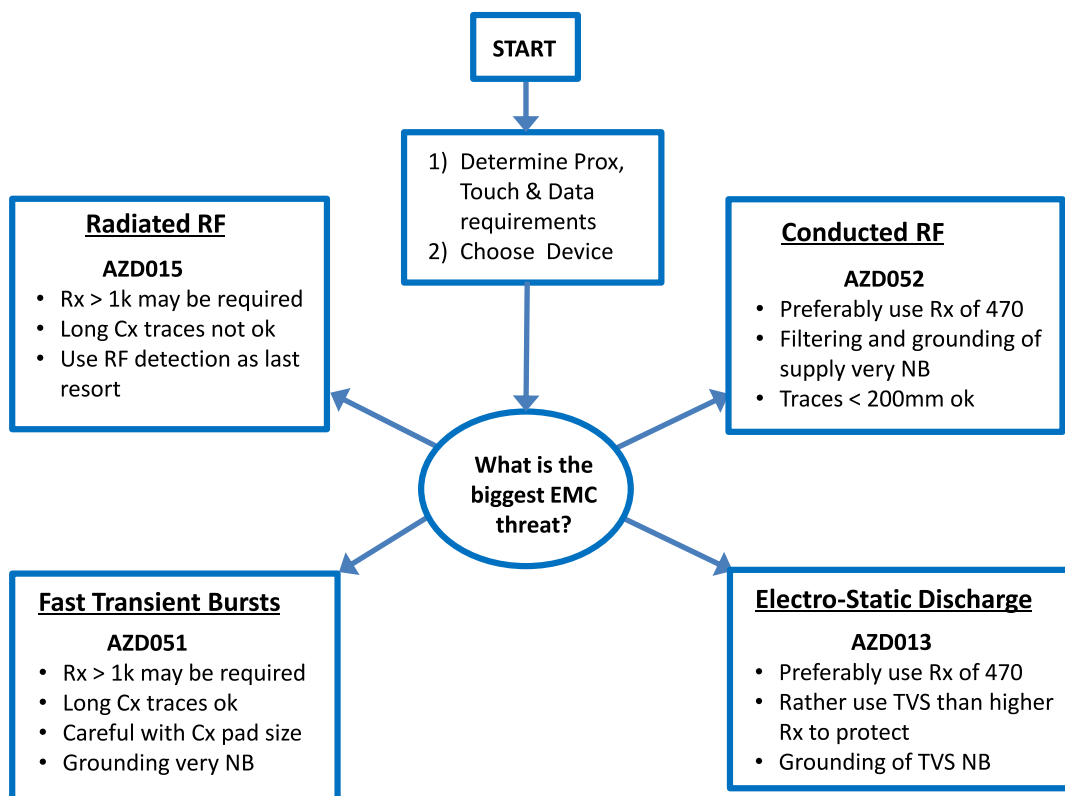 START
1) Determine Prox,
Touch & Data
requirements
2) Choose Device
Radiated RF
AZD015
• Rx > 1k may be required
• Long Cx traces not ok
• Use RF detection as last
resort
Conducted RF
AZD052
• Preferably use Rx of 470
• Filtering and grounding of
supply very NB
• Traces < 200mm ok
What is the
biggest EMC
threat?
Fast Transient Bursts
AZD051
• Rx > 1k may be required
• Long Cx traces ok
• Careful with Cx pad size
• Grounding very NB
Electro-Static Discharge
AZD013
• Preferably use Rx of 470
• Rather use TVS than higher
Rx to protect
• Grounding of TVS NB